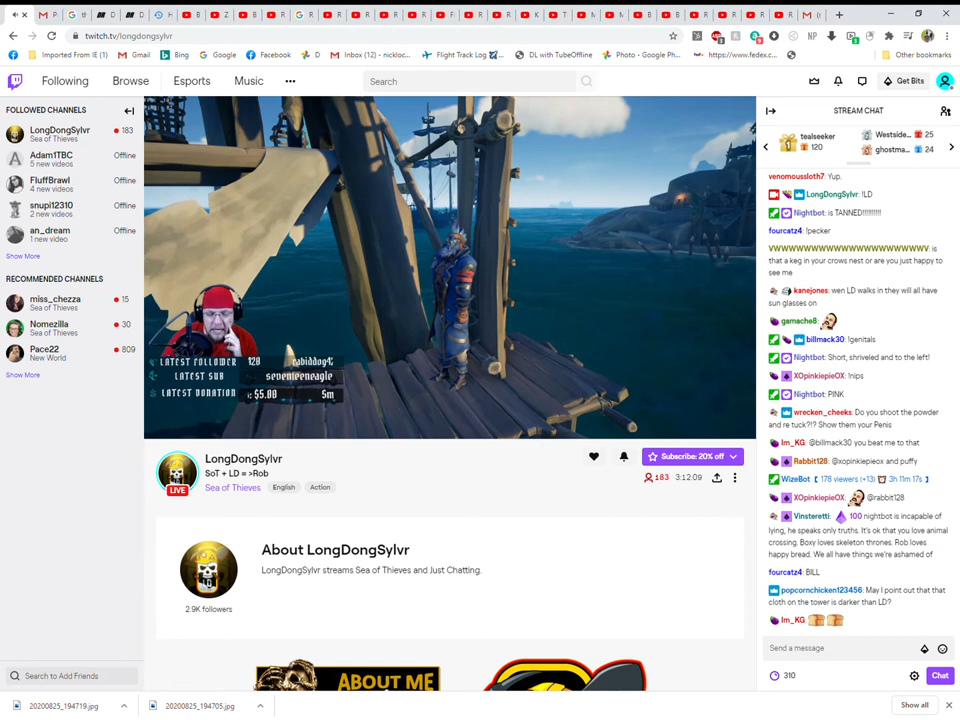 twitch.tv/longdongsylvr
Imported From IE (1)
Gmail
Bing
Google
Facebook
Inbox (2) - nickloc...
Flight Track Log
DL with TubeOffline
Photo - Google Ph...
https://www.fedex.c...
Other bookmarks
Following
Browse
Esports
Music
Search
Get Bits
FOLLOWED CHANNELS
LongDongSylvr
183
Sea of Thieves
Adam1TBC
Offline
5 new videos
FluffBrawl
Offline
4 new videos
snupi12310
Offline
2 new videos
an_dream
Offline
1 new video
Show More
RECOMMENDED CHANNELS
miss_chezza
15
Sea of Thieves
Nomezilla
30
Sea of Thieves
Pace22
809
New World
Show More
Search to Add Friends
LATEST FOLLOWER
LATEST SUB
seventeeneagle
LATEST DONATION
$5.00
5m
LongDongSylvr
SoT + LD = >Rob
Sea of Thieves
English
Action
LIVE
Subscribe: 20% off
183
3:12:09
About LongDongSylvr
LongDongSylvr streams Sea of Thieves and Just Chatting.
2.9K followers
ABOUT ME
STREAM CHAT
tealseeker
120
Westside...
25
ghostma...
24
venomoussloth7 Yup.
LongDongSylvr: !LD
Nightbot: is TANNED!!!!!!!!!!
fourcatz4: !pecker
is
that a keg in your crows nest or are you just happy to
see me
kanejones: wen LD walks in they will all have
sun glasses on
gamache8:
billmack30: !genitals
Nightbot: Short, shriveled and to the left!
XOpinkiepieOX: !nips
Nightbot: PINK
wrecken_cheeks: Do you shoot the powder
and re tuck?!? Show them your Penis
Im_KG: @billmack30 you beat me to that
Rabbit128: @xopinkiepieox and puffy
WizeBot 178 viewers (+13) 3h 11m 17s
XOpinkiepieOX: @rabbit128
Vinsteretti: 100 nightbot is incapable of
lying, he speaks only truths. It's ok that you love animal
crossing. Boxy loves skeleton thrones. Rob loves
happy bread. We all have things we're ashamed of
fourcatz4: BILL
popcornchicken123456: May I point out that that
cloth on the tower is darker than LD?
Im_KG:
Send a message
310
Chat
20200825_194719.jpg
20200825_194705.jpg
Show all